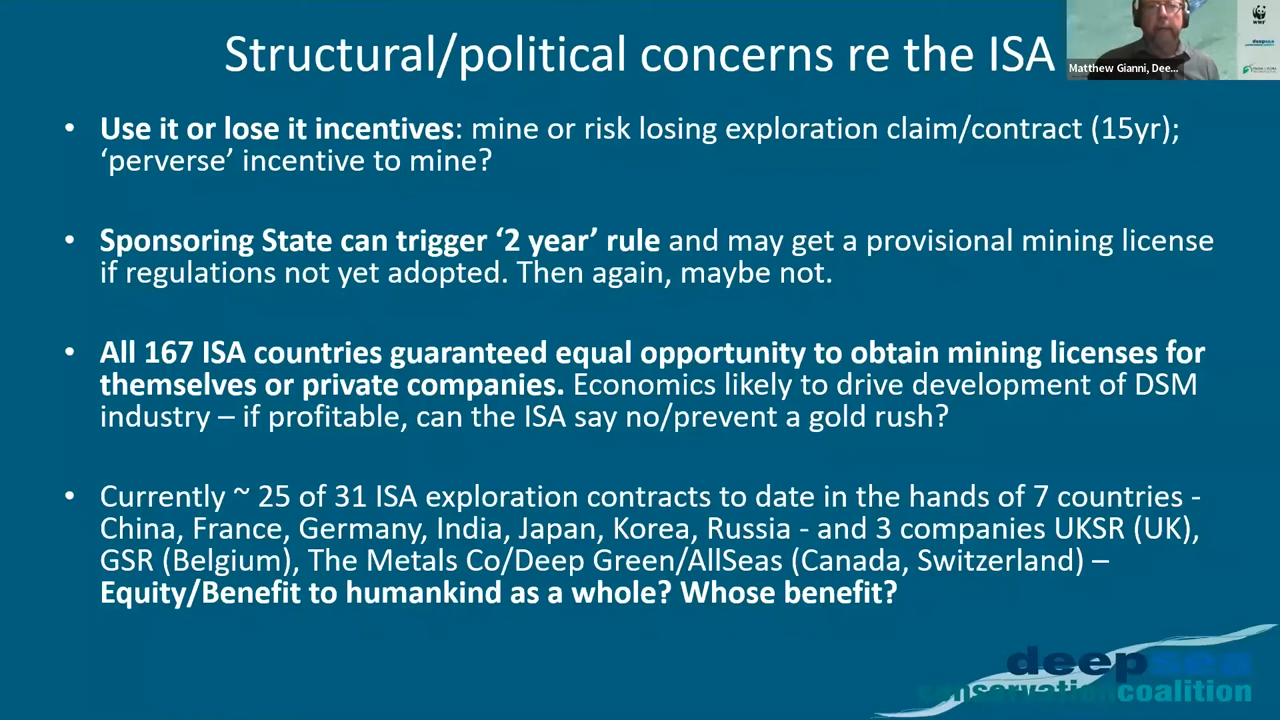 Structural/political concerns re the ISA
Matthew Gianni, Dee...
WWF
• Use it or lose it incentives: mine or risk losing exploration claim/contract (15yr);
‘perverse’ incentive to mine?
• Sponsoring State can trigger ‘2 year’ rule and may get a provisional mining license
if regulations not yet adopted. Then again, maybe not.
• All 167 ISA countries guaranteed equal opportunity to obtain mining licenses for
themselves or private companies. Economics likely to drive development of DSM
industry – if profitable, can the ISA say no/prevent a gold rush?
• Currently ~ 25 of 31 ISA exploration contracts to date in the hands of 7 countries -
China, France, Germany, India, Japan, Korea, Russia - and 3 companies UKSR (UK),
GSR (Belgium), The Metals Co/Deep Green/AllSeas (Canada, Switzerland) –
Equity/Benefit to humankind as a whole? Whose benefit?
deepsea
conservationcoalition